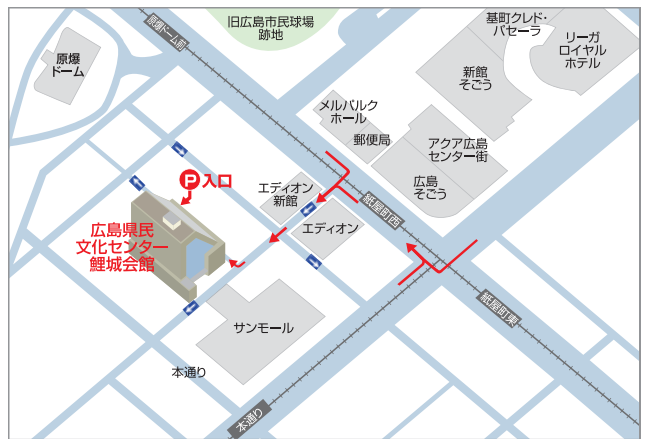 旧広島市民球場
跡地
基町クレド・
パセーラ
リーガ
ロイヤル
ホテル
原爆ドーム前
原爆
ドーム
新館
そごう
メルパルク
ホール
郵便局
アクア広島
センター街
広島
そごう
P入口
エディオン
新館
エディオン
紙屋町西
広島県民
文化センター
鯉城会館
サンモール
紙屋町東
本通り
本通り